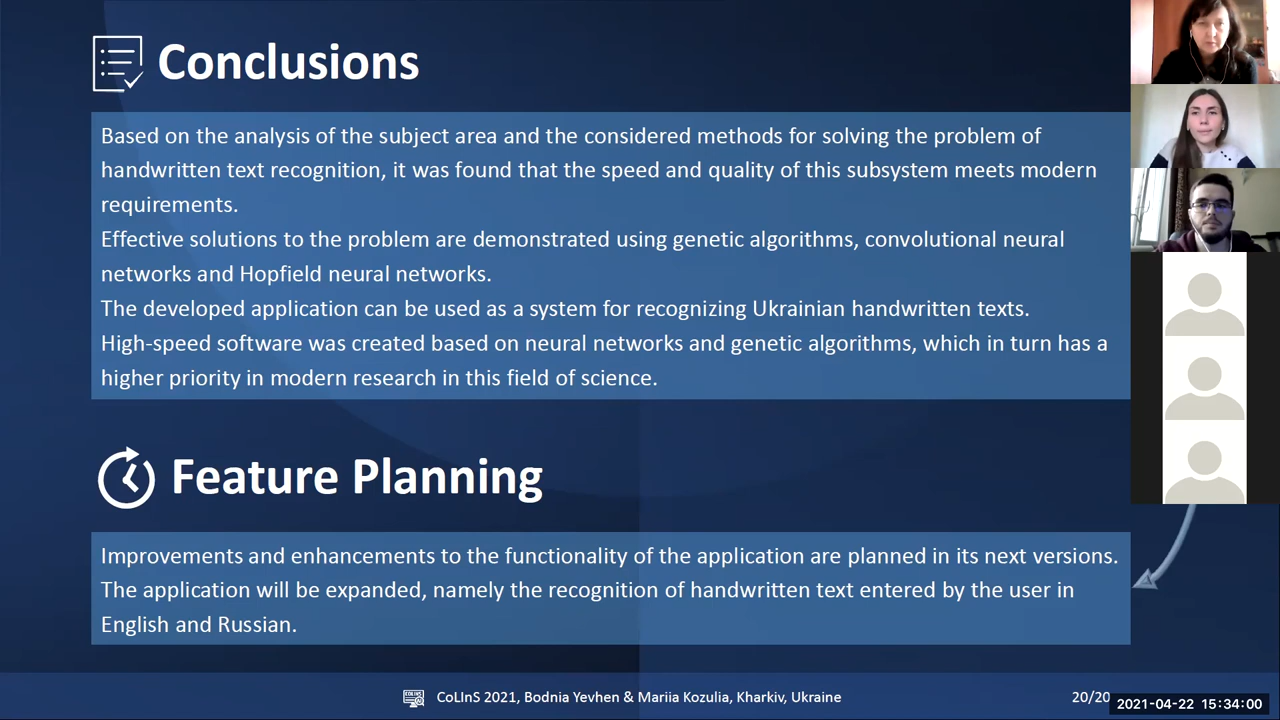 Conclusions
Based on the analysis of the subject area and the considered methods for solving the problem of
handwritten text recognition, it was found that the speed and quality of this subsystem meets modern
requirements.
Effective solutions to the problem are demonstrated using genetic algorithms, convolutional neural
networks and Hopfield neural networks.
The developed application can be used as a system for recognizing Ukrainian handwritten texts.
High-speed software was created based on neural networks and genetic algorithms, which in turn has a
higher priority in modern research in this field of science.
Feature Planning
Improvements and enhancements to the functionality of the application are planned in its next versions.
The application will be expanded, namely the recognition of handwritten text entered by the user in
English and Russian.
COLINS CoLInS 2021, Bodnia Yevhen & Mariia Kozulia, Kharkiv, Ukraine
20/20
2021-04-22 15:34:00